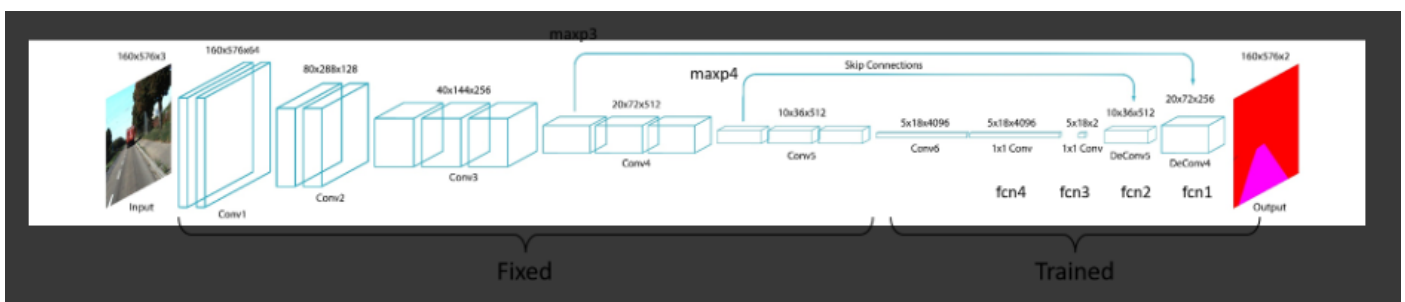 maxp3
160x576x3
160x576x64
80x288x128
40x144x256
20x72x512
maxp4
10x36x512
Skip Connections
5x18x4096
5x18x4096
5x18x2
10x36x512
20x72x256
160x576x2
Input
Conv1
Conv2
Conv3
Conv4
Conv5
Conv6
1x1 Conv
1x1 Conv
DeConv5
DeConv4
Output
fcn4
fcn3
fcn2
fcn1
Fixed
Trained